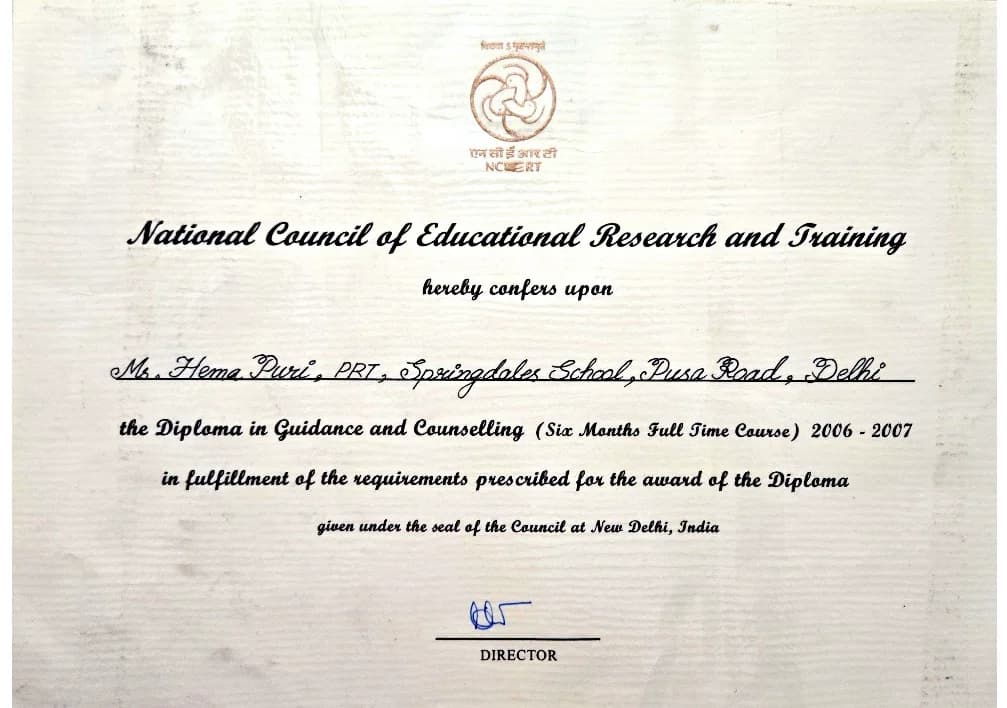 विद्यया ऽ मृतमश्नुते
एन सी ई आर टी
NCERT
National Council of Educational Research and Training
hereby confers upon
Ms. Hema Puri, PRT, Springdales School, Pusa Road, Delhi
the Diploma in Guidance and Counselling (Six Months Full Time Course) 2006 - 2007
in fulfillment of the requirements prescribed for the award of the Diploma
given under the seal of the Council at New Delhi, India
DIRECTOR